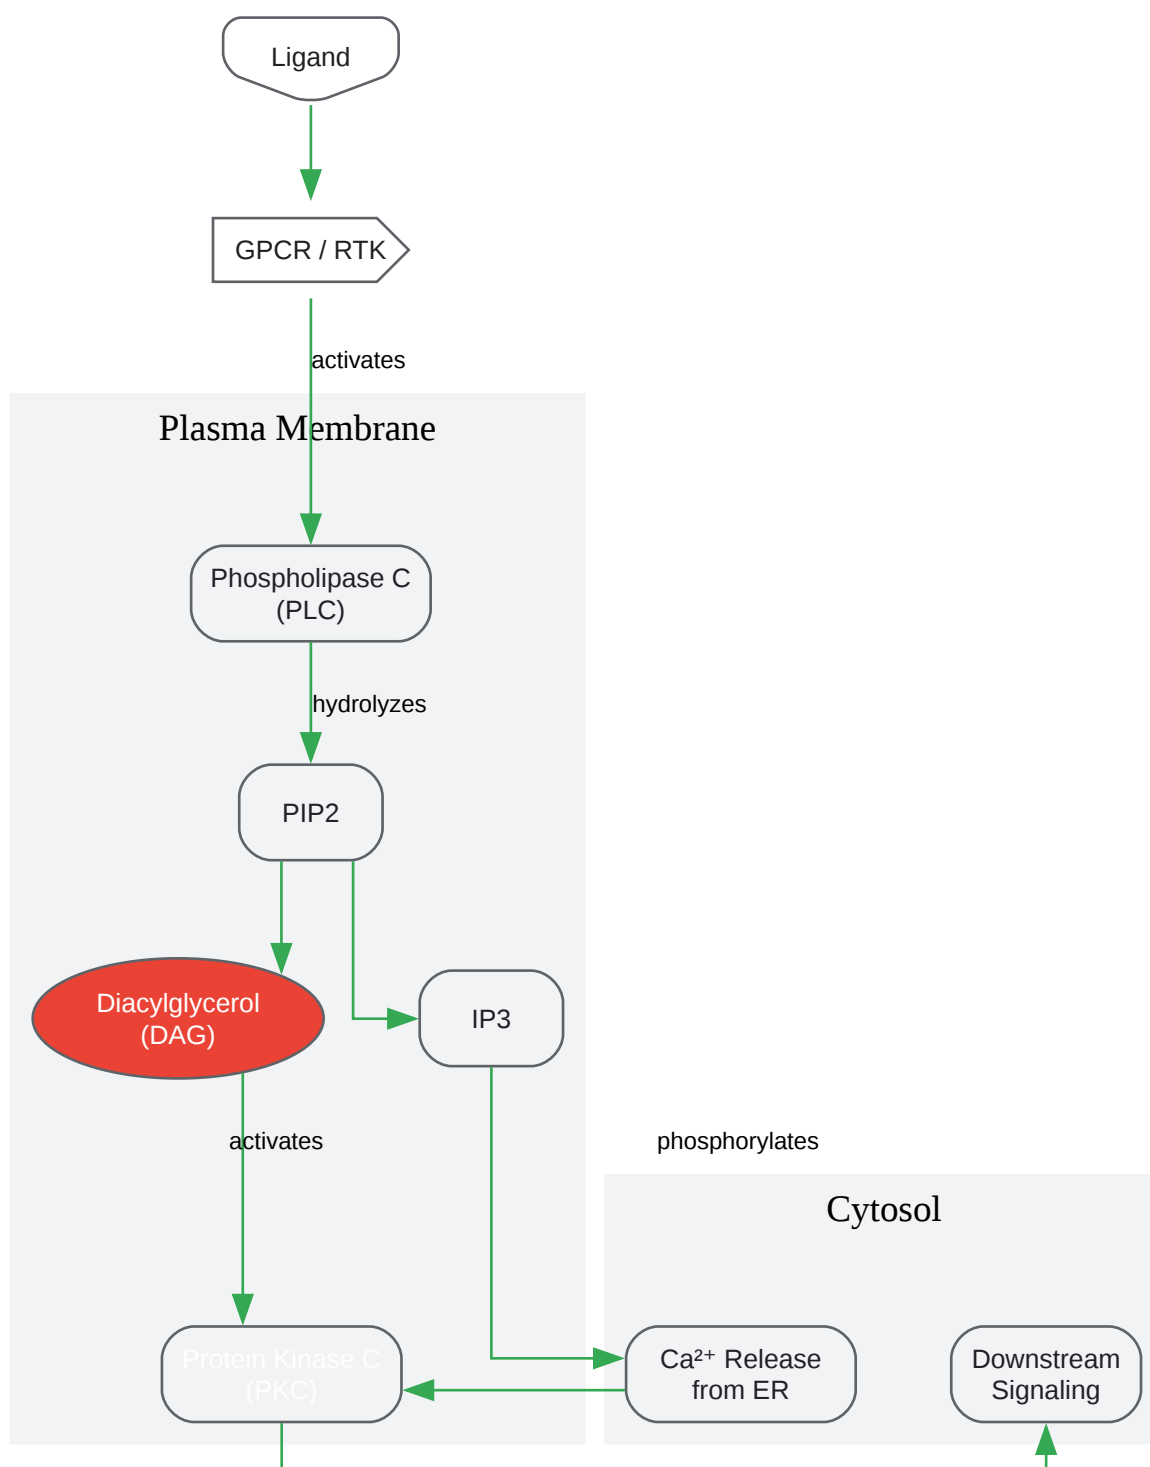 Ligand
GPCR / RTK
activates
Plasma Membrane
Phospholipase C
(PLC)
hydrolyzes
PIP2
Diacylglycerol
(DAG)
IP3
activates
phosphorylates
Cytosol
Protein Kinase C
(PKC)
Ca²⁺ Release
from ER
Downstream
Signaling